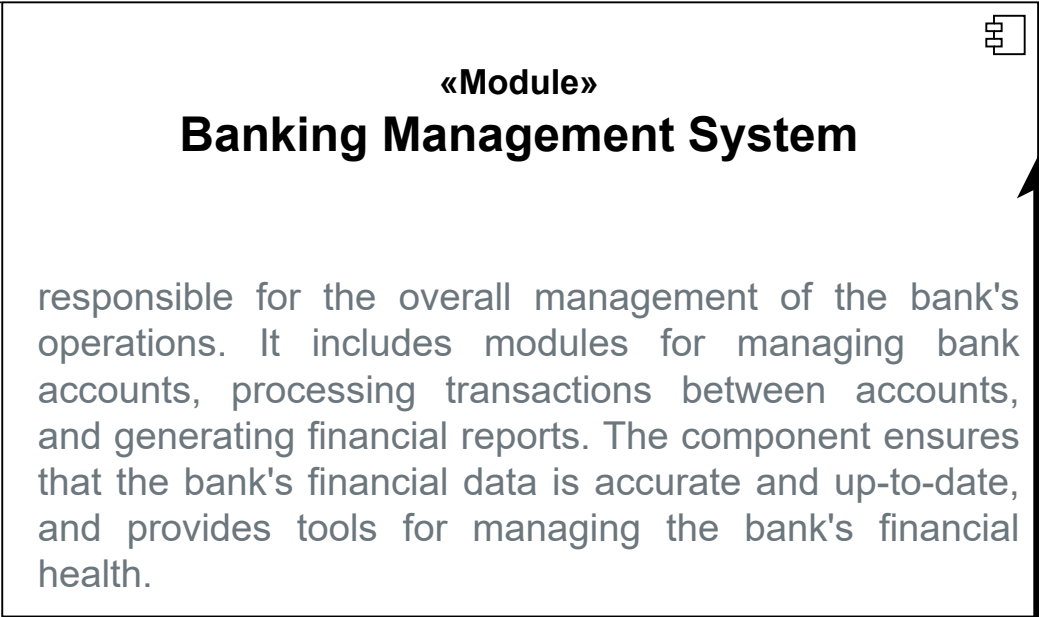 «Module»
Banking Management System
responsible for the overall management of the bank's
operations. It includes modules for managing bank
accounts, processing transactions between accounts,
and generating financial reports. The component ensures
that the bank's financial data is accurate and up-to-date,
and provides tools for managing the bank's financial
health.